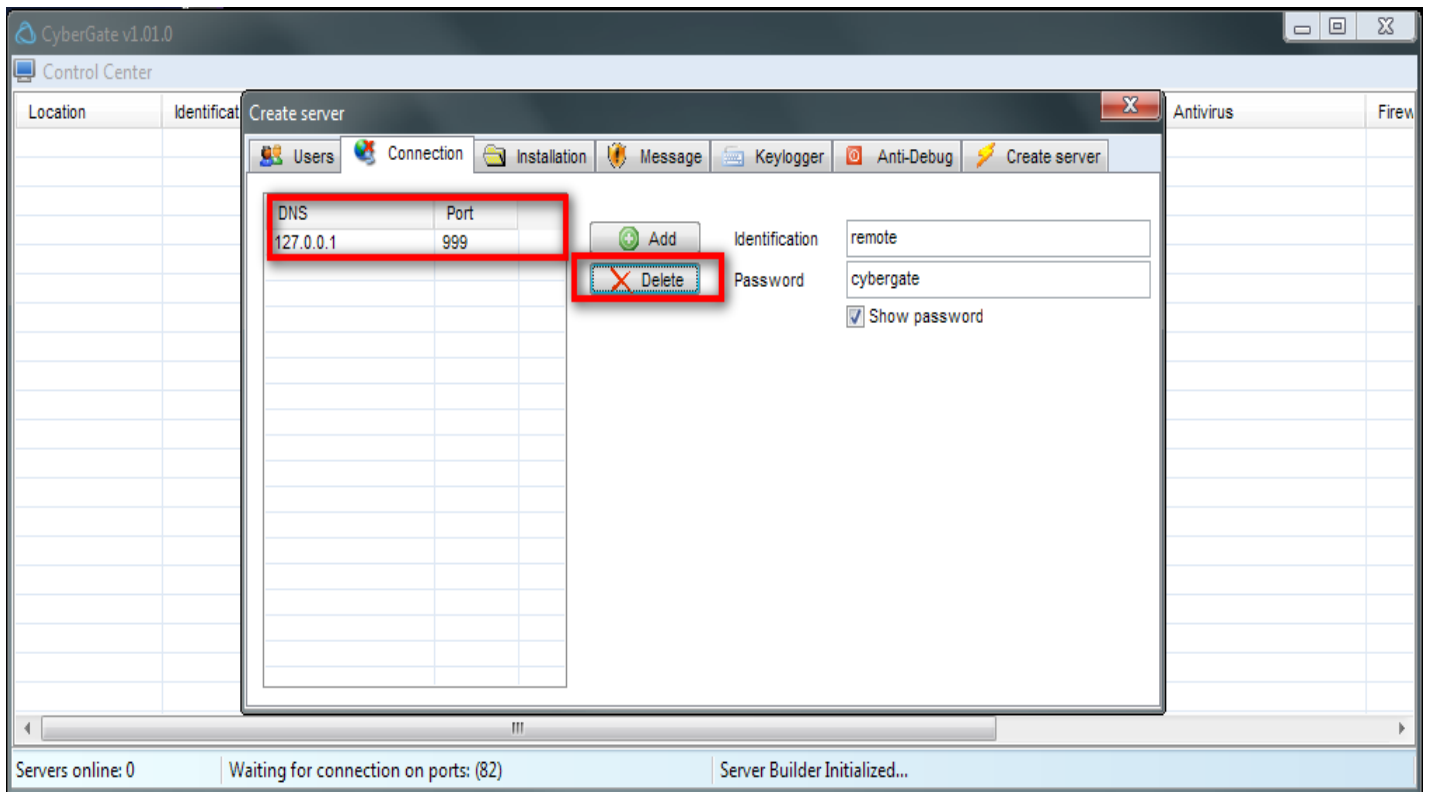 CyberGate v1.01.0
Control Center
Location Identificat Antivirus Firew
Create server
Users Connection Installation Message Keylogger Anti-Debug Create server
DNS Port
127.0.0.1 999
Add Identification remote
Delete Password cybergate
Show password
Servers online: 0 Waiting for connection on ports: (82) Server Builder Initialized...